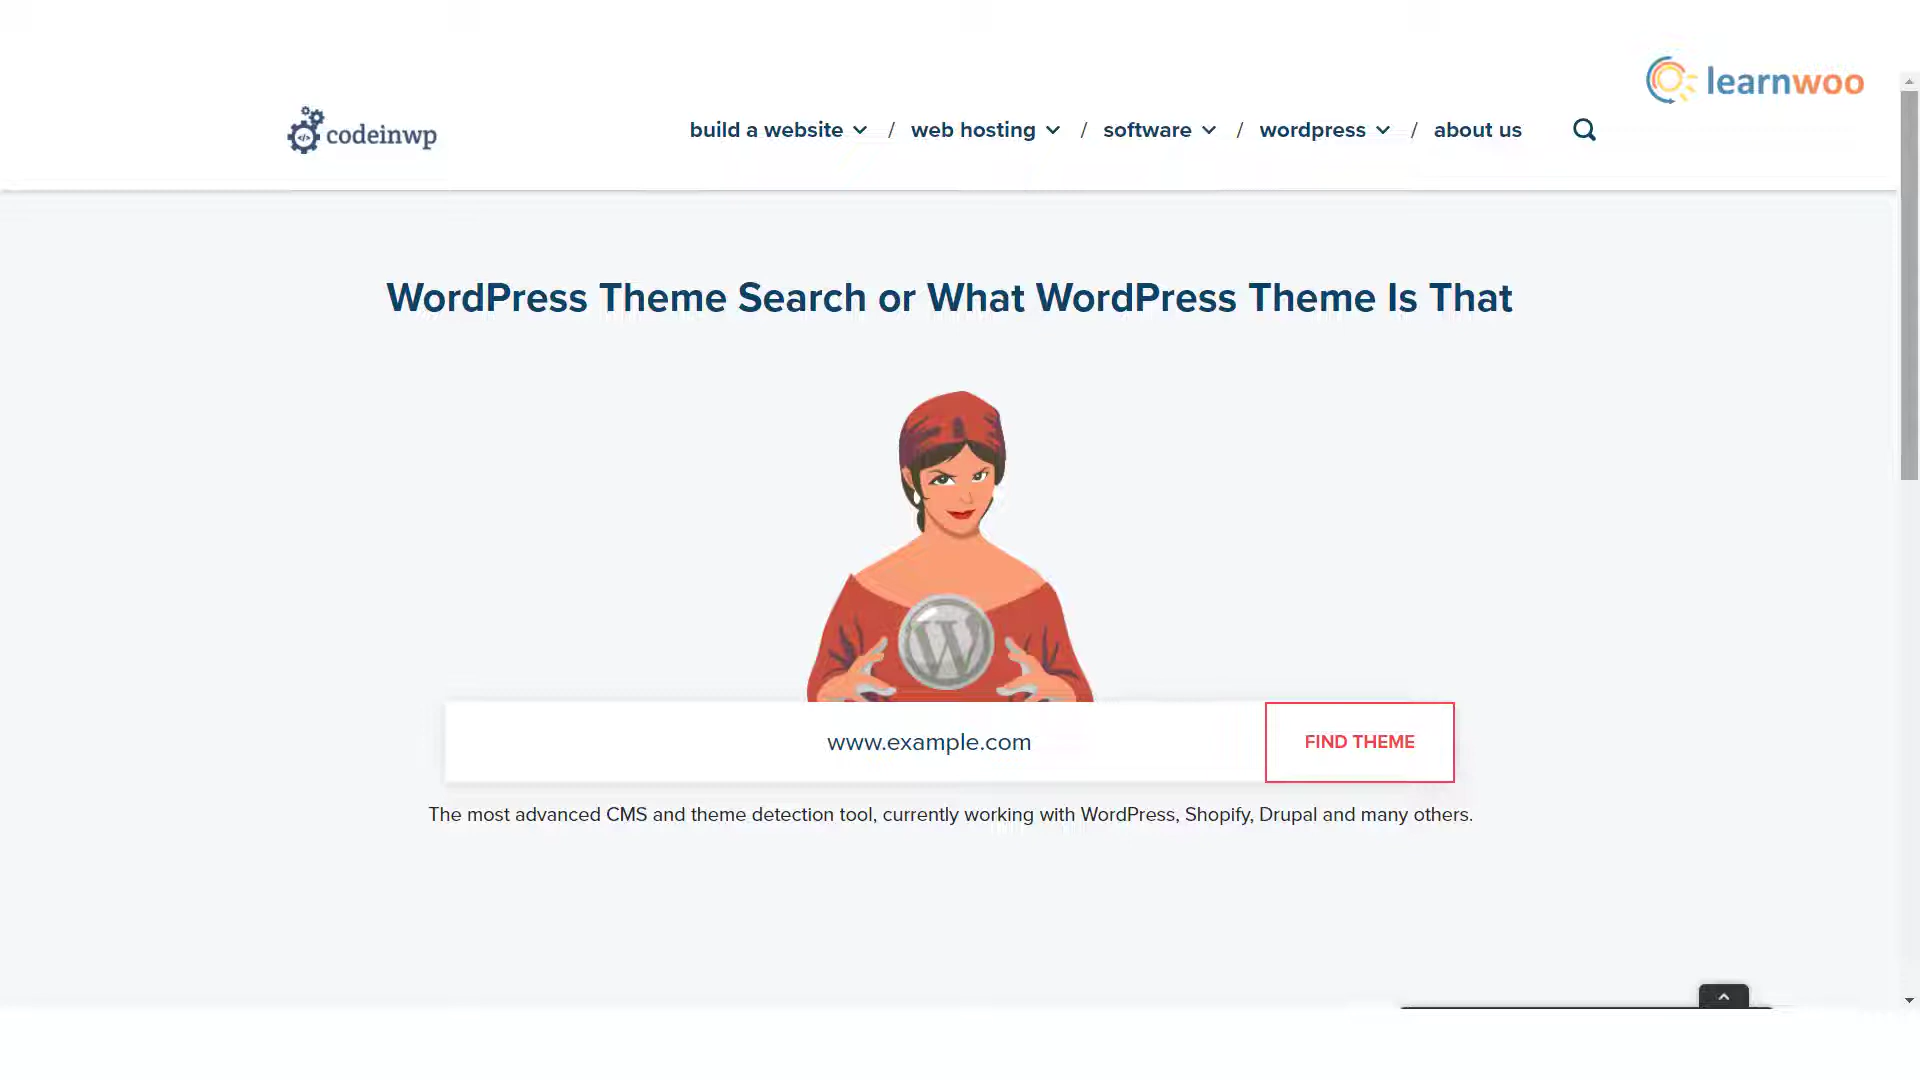 learnwoo
codeinwp
build a website / web hosting / software / wordpress / about us
WordPress Theme Search or What WordPress Theme Is That
W
www.example.com
FIND THEME
The most advanced CMS and theme detection tool, currently working with WordPress, Shopify, Drupal and many others.